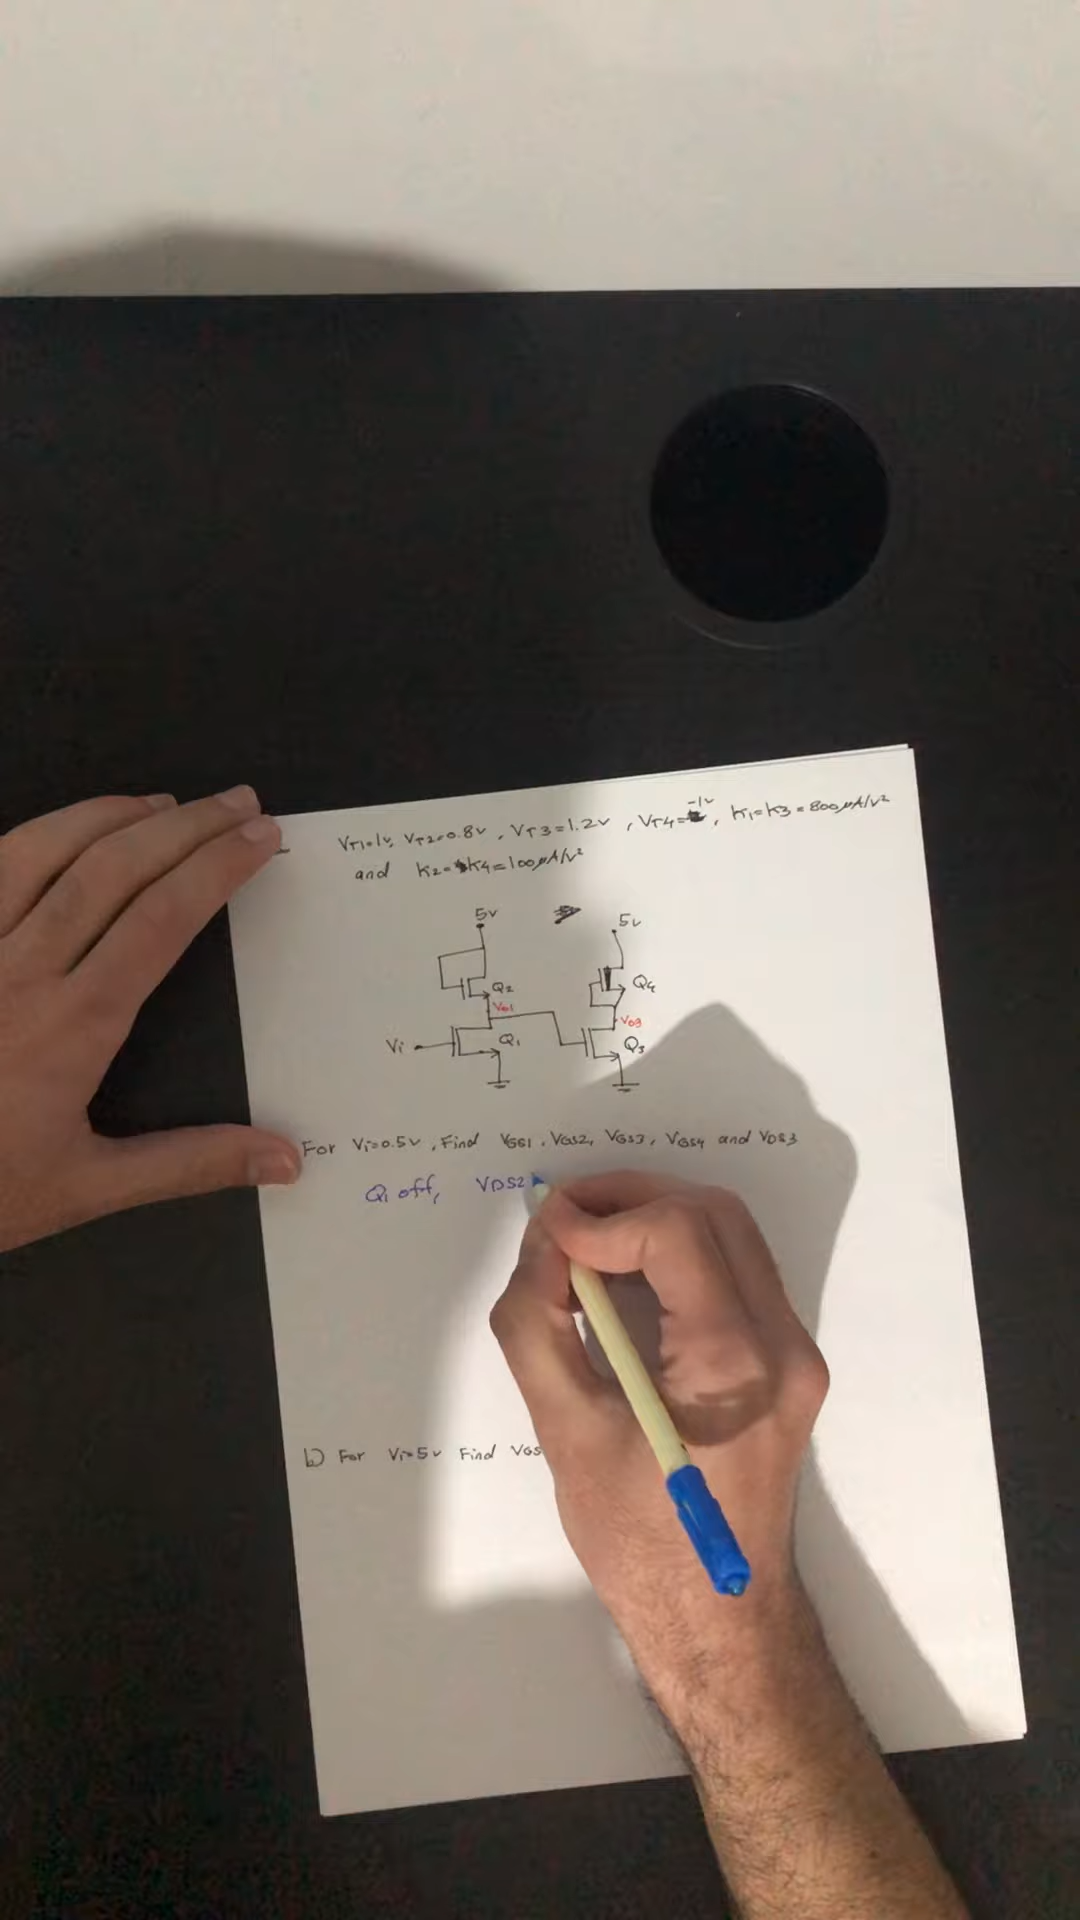 VT1=1v, VT2=0.8v, VT3=1.2v, VT4=-1v, K1=K3=800μA/V²
and K2=K4=100μA/V²
5v 5v
Q2 Q4
Vo1 Vo3
Vi Q1 Q3
For Vi=0.5v, Find VGS1, VGS2, VGS3, VGS4 and VDS3
Q1 off, VDS2
b) For Vi=5v Find VGS